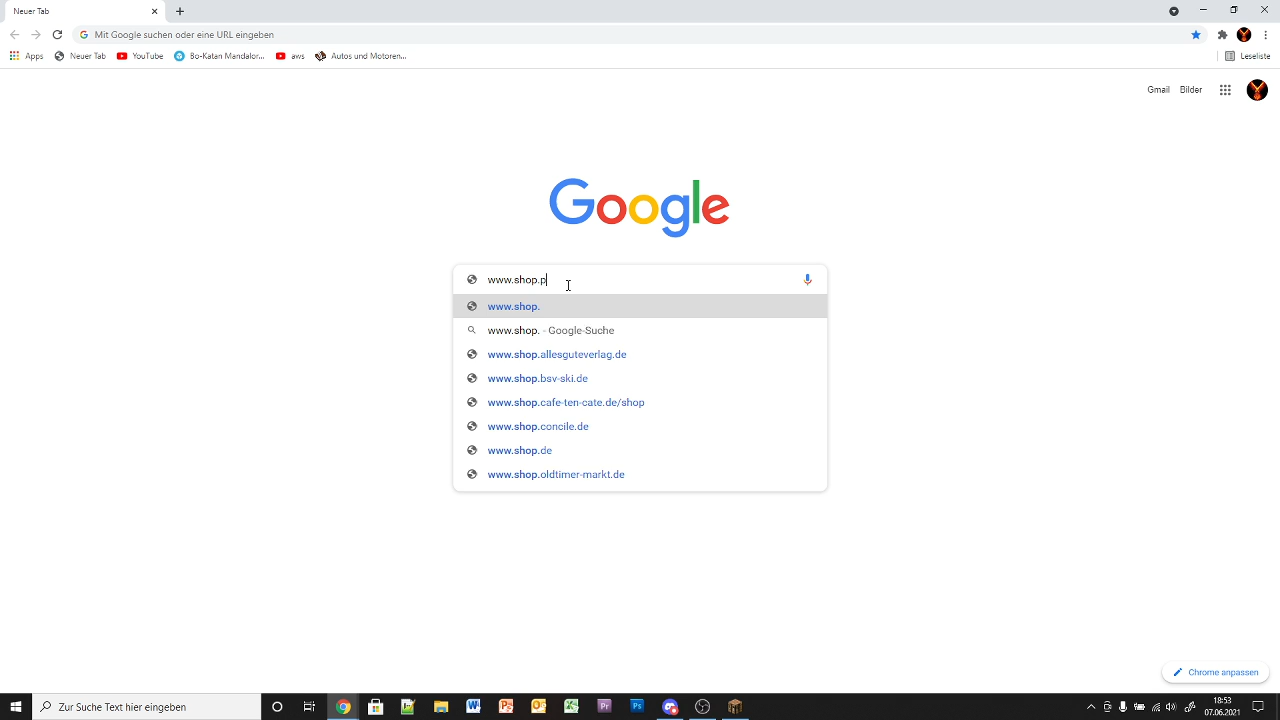 Neuer Tab
Mit Google suchen oder eine URL eingeben
Apps Neuer Tab YouTube Bo-Katan Mandalor... aws Autos und Motoren... Leseliste
Gmail Bilder
Google
www.shop.p
www.shop.
www.shop. - Google-Suche
www.shop.allesguteverlag.de
www.shop.bsv-ski.de
www.shop.cafe-ten-cate.de/shop
www.shop.concile.de
www.shop.de
www.shop.oldtimer-markt.de
Chrome anpassen
Zur Suche Text hier eingeben
18:53
07.06.2021